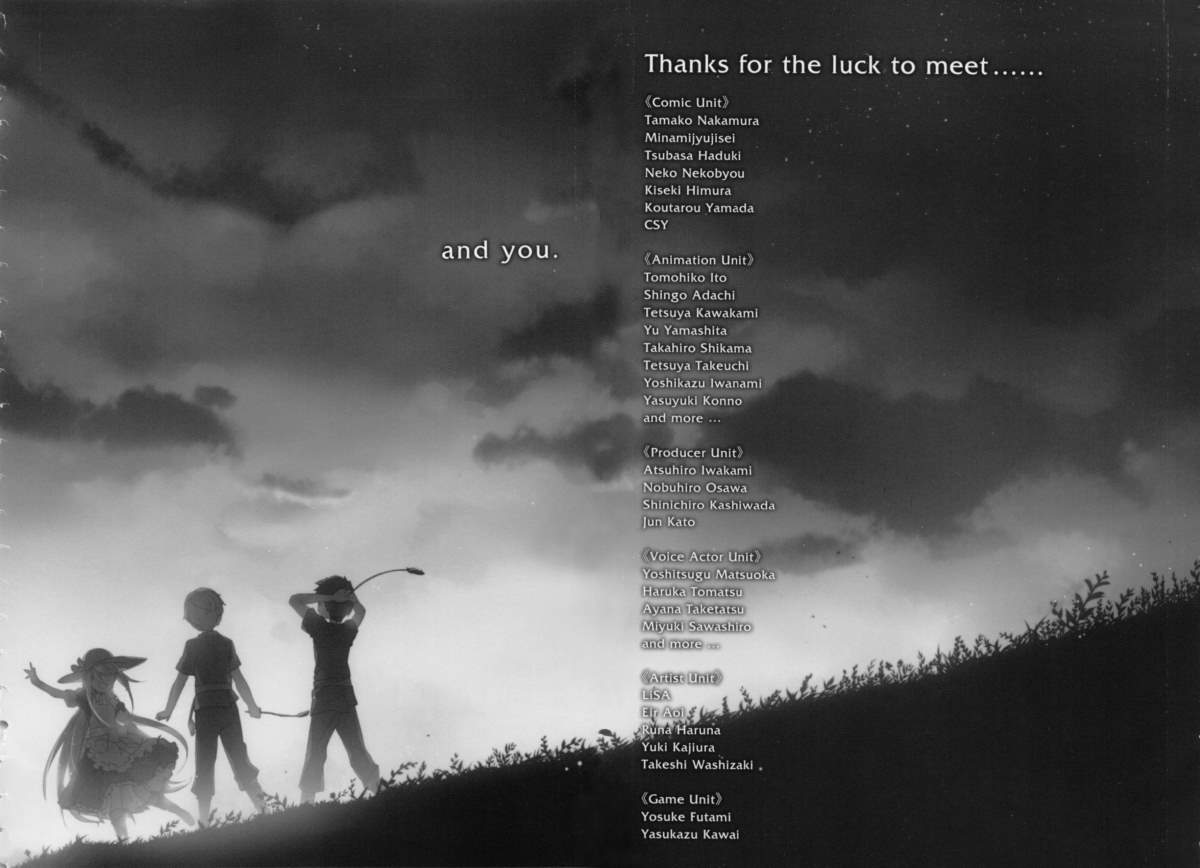 Thanks for the luck to meet......
《Comic Unit》
Tamako Nakamura
Minamijyujisei
Tsubasa Haduki
Neko Nekobyou
Kiseki Himura
Koutarou Yamada
CSY
《Animation Unit》
Tomohiko Ito
Shingo Adachi
Tetsuya Kawakami
Yu Yamashita
Takahiro Shikama
Tetsuya Takeuchi
Yoshikazu Iwanami
Yasuyuki Konno
and more ...
《Producer Unit》
Atsuhiro Iwakami
Nobuhiro Osawa
Shinichiro Kashiwada
Jun Kato
《Voice Actor Unit》
Yoshitsugu Matsuoka
Haruka Tomatsu
Ayana Taketatsu
Miyuki Sawashiro
and more ...
《Artist Unit》
LiSA
Eir Aoi
Runa Haruna
Yuki Kajiura
Takeshi Washizaki
《Game Unit》
Yosuke Futami
Yasukazu Kawai
and you.